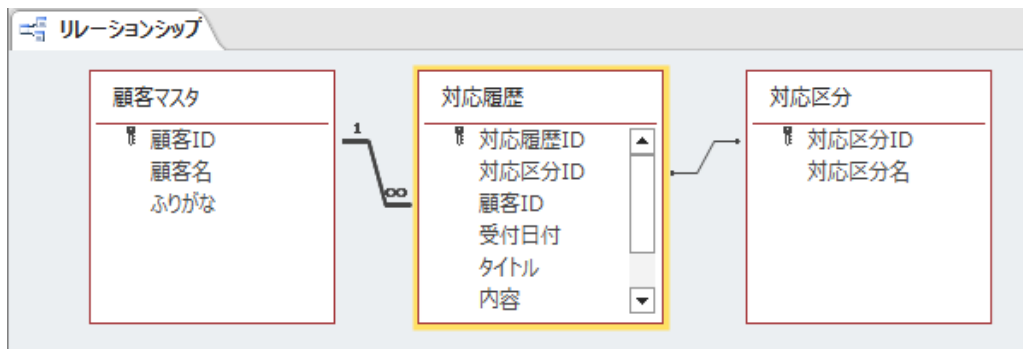 リレーションシップ
顧客マスタ
顧客ID
顧客名
ふりがな
1
∞
対応履歴
対応履歴ID
対応区分ID
顧客ID
受付日付
タイトル
内容
対応区分
対応区分ID
対応区分名